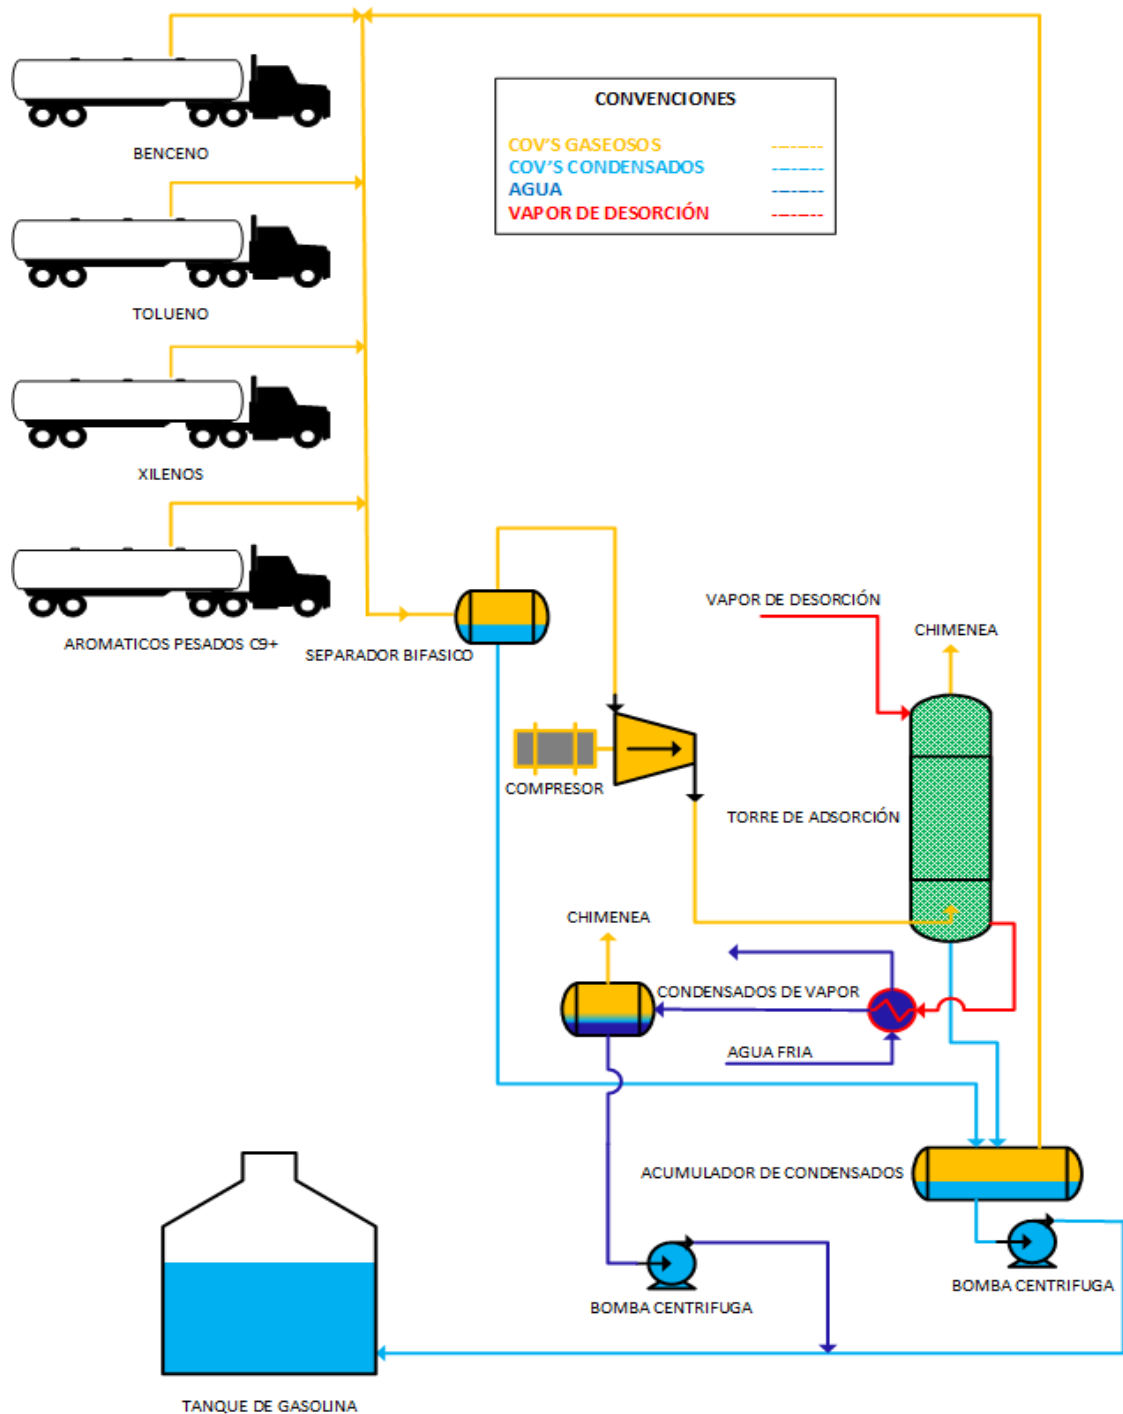 BENCENO
CONVENCIONES
COV'S GASEOSOS
COV'S CONDENSADOS
AGUA
VAPOR DE DESORCIÓN
TOLUENO
XILENOS
AROMATICOS PESADOS C9+
SEPARADOR BIFASICO
VAPOR DE DESORCIÓN
CHIMENEA
COMPRESOR
TORRE DE ADSORCIÓN
CHIMENEA
CONDENSADOS DE VAPOR
AGUA FRIA
ACUMULADOR DE CONDENSADOS
BOMBA CENTRIFUGA
BOMBA CENTRIFUGA
TANQUE DE GASOLINA